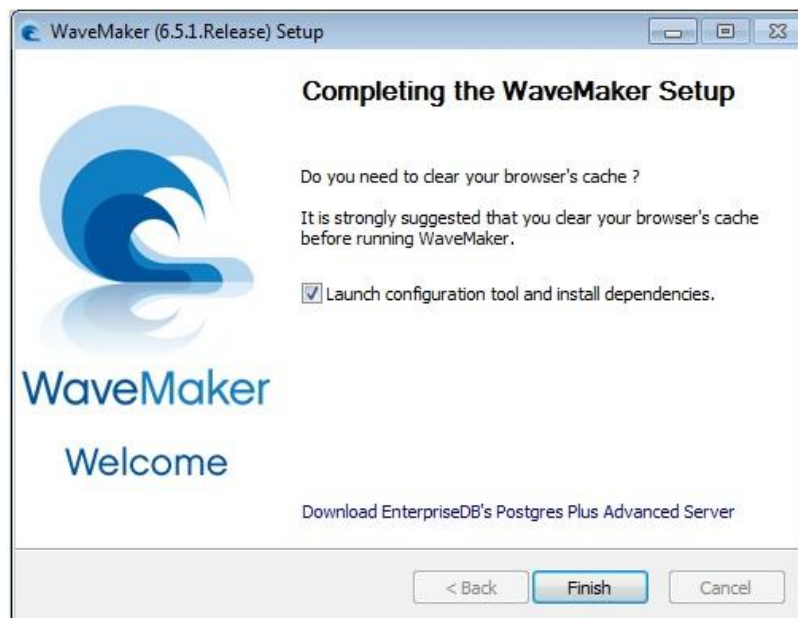 WaveMaker (6.5.1.Release) Setup
Completing the WaveMaker Setup
Do you need to clear your browser's cache ?
It is strongly suggested that you clear your browser's cache
before running WaveMaker.
Launch configuration tool and install dependencies.
WaveMaker
Welcome
Download EnterpriseDB's Postgres Plus Advanced Server
< Back
Finish
Cancel